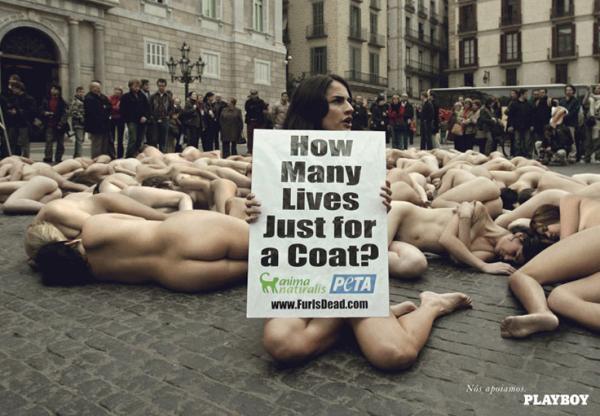 How
Many
Lives
Just for
a Coat?
anima
naturalis
PETA
www.FurIsDead.com
Nós apoiamos.
PLAYBOY